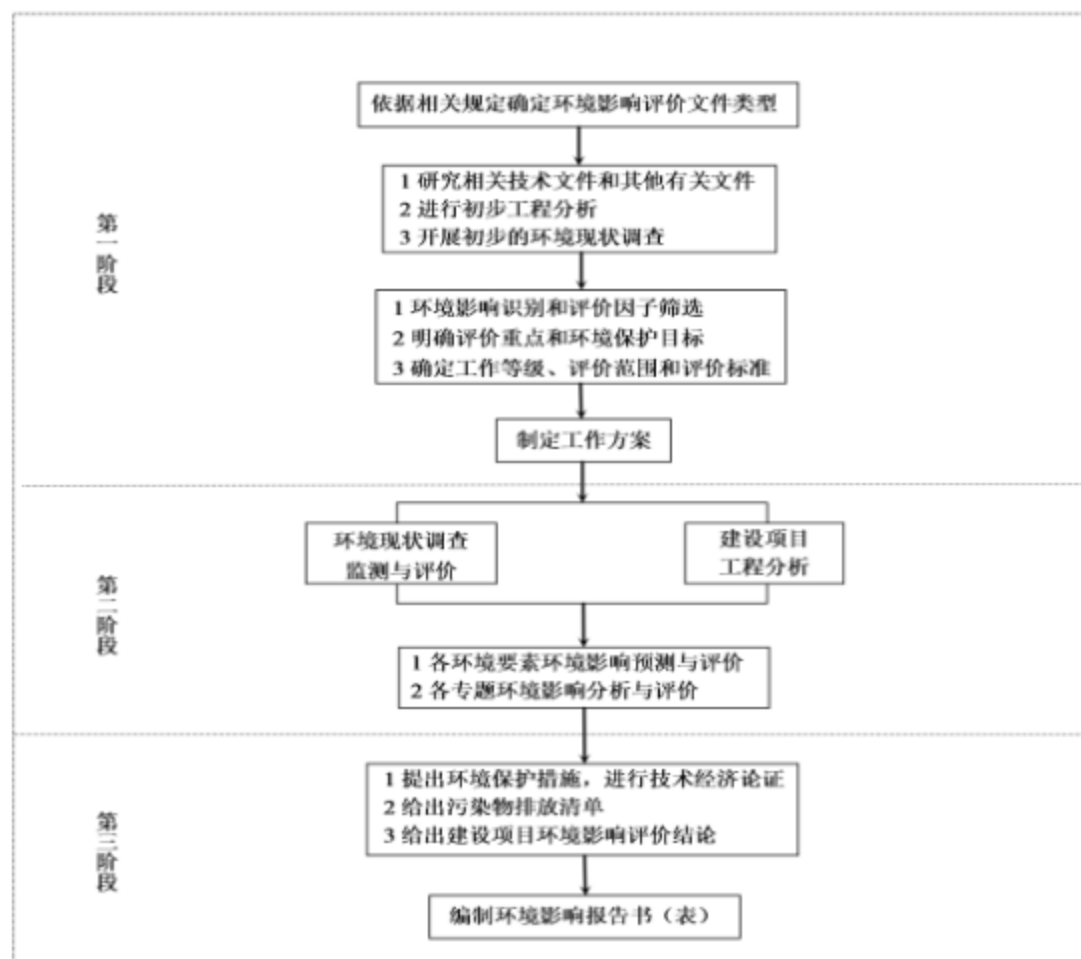 依据相关规定确定环境影响评价文件类型
第一阶段
1 研究相关技术文件和其他有关文件
2 进行初步工程分析
3 开展初步的环境现状调查
1 环境影响识别和评价因子筛选
2 明确评价重点和环境保护目标
3 确定工作等级、评价范围和评价标准
制定工作方案
第二阶段
环境现状调查
监测与评价
建设项目
工程分析
1 各环境要素环境影响预测与评价
2 各专题环境影响分析与评价
第三阶段
1 提出环境保护措施，进行技术经济论证
2 给出污染物排放清单
3 给出建设项目环境影响评价结论
编制环境影响报告书（表）